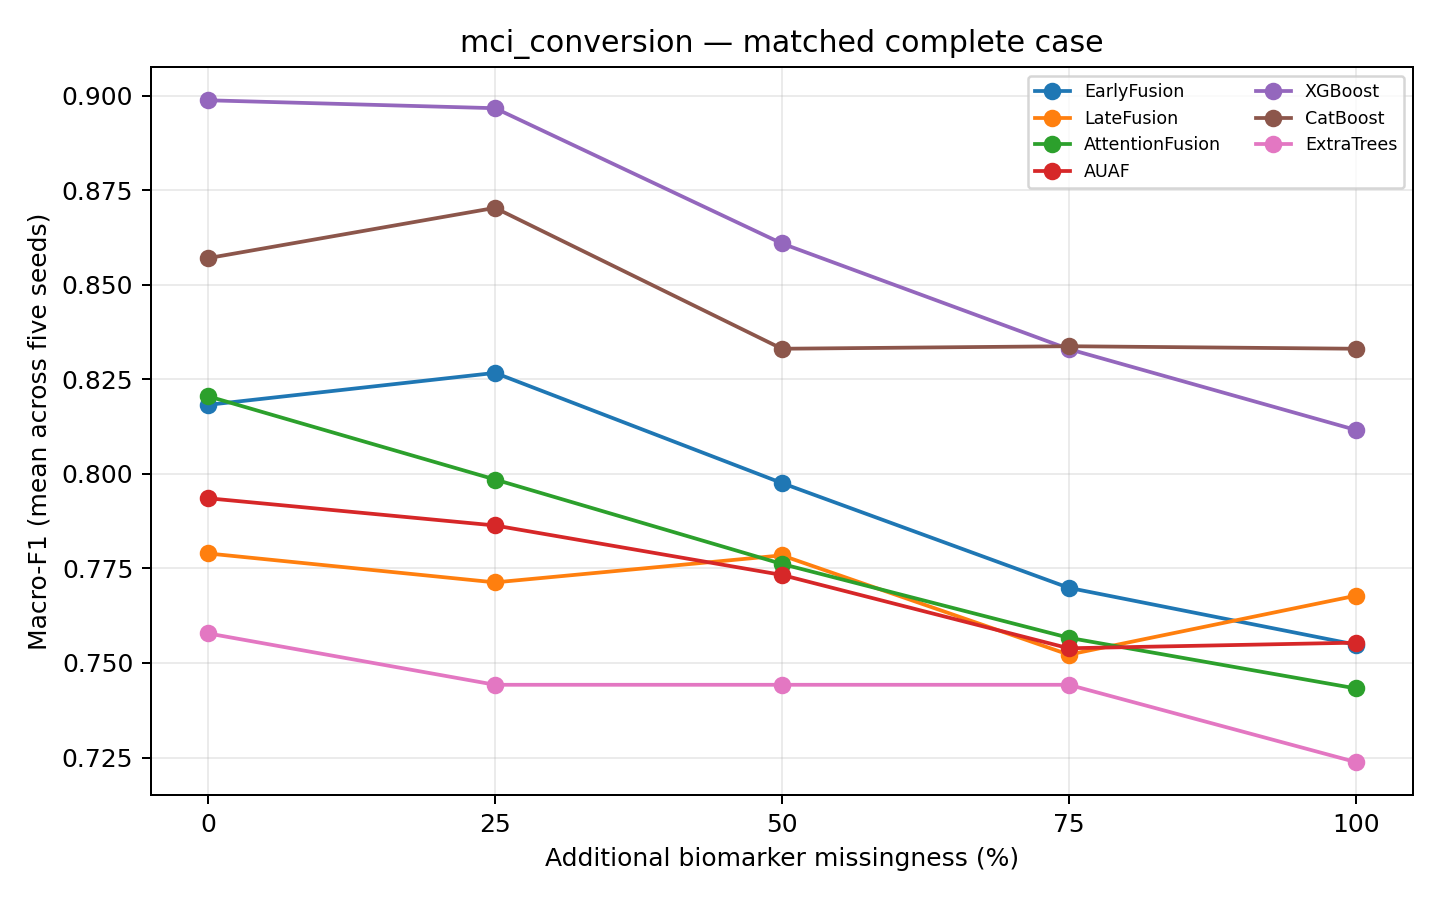 mci_conversion — matched complete case
EarlyFusion
LateFusion
AttentionFusion
AUAF
XGBoost
CatBoost
ExtraTrees
Macro-F1 (mean across five seeds)
0.900
0.875
0.850
0.825
0.800
0.775
0.750
0.725
0 25 50 75 100
Additional biomarker missingness (%)